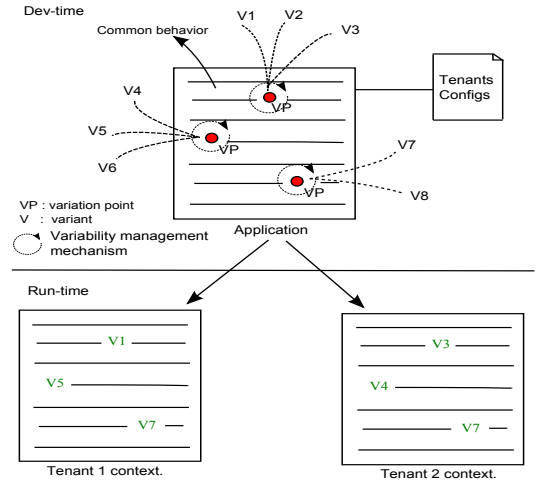 Dev-time
V1
V2
V3
Common behavior
Tenants
Configs
V4
VP
V5
VP
V6
V7
VP
V8
VP : variation point
V : variant
Variability management
mechanism
Application
Run-time
V1
V5
V7
Tenant 1 context.
V3
V4
V7
Tenant 2 context.